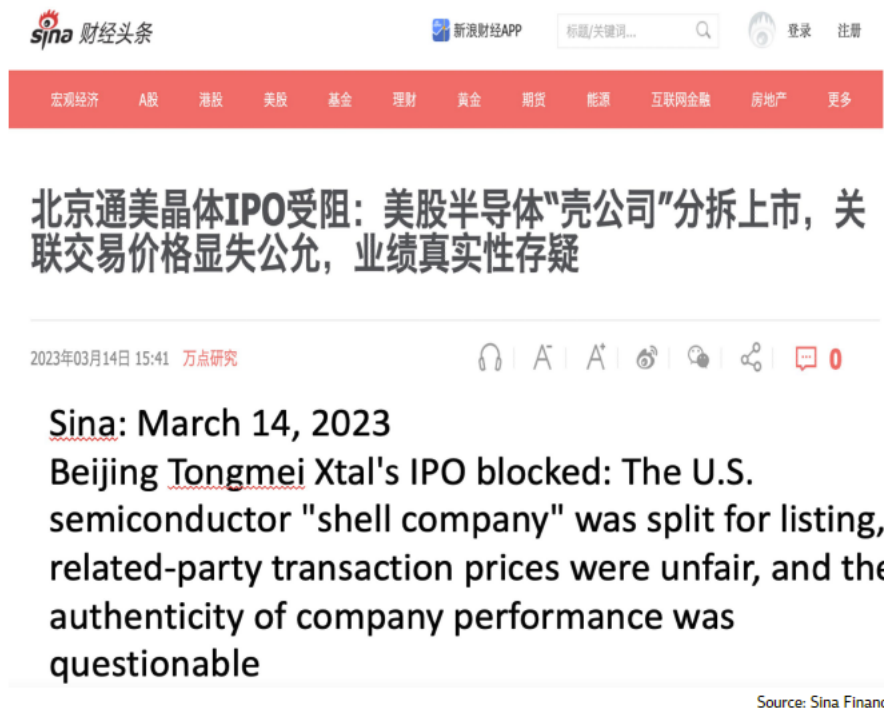 sina 财经头条
新浪财经APP
标题/关键词...
登录
注册
宏观经济 A股 港股 美股 基金 理财 黄金 期货 能源 互联网金融 房地产 更多
北京通美晶体IPO受阻：美股半导体“壳公司”分拆上市，关
联交易价格显失公允，业绩真实性存疑
2023年03月14日 15:41 万点研究
A- A+ 0
Sina: March 14, 2023
Beijing Tongmei Xtal's IPO blocked: The U.S.
semiconductor "shell company" was split for listing,
related-party transaction prices were unfair, and the
authenticity of company performance was
questionable
Source: Sina Financ